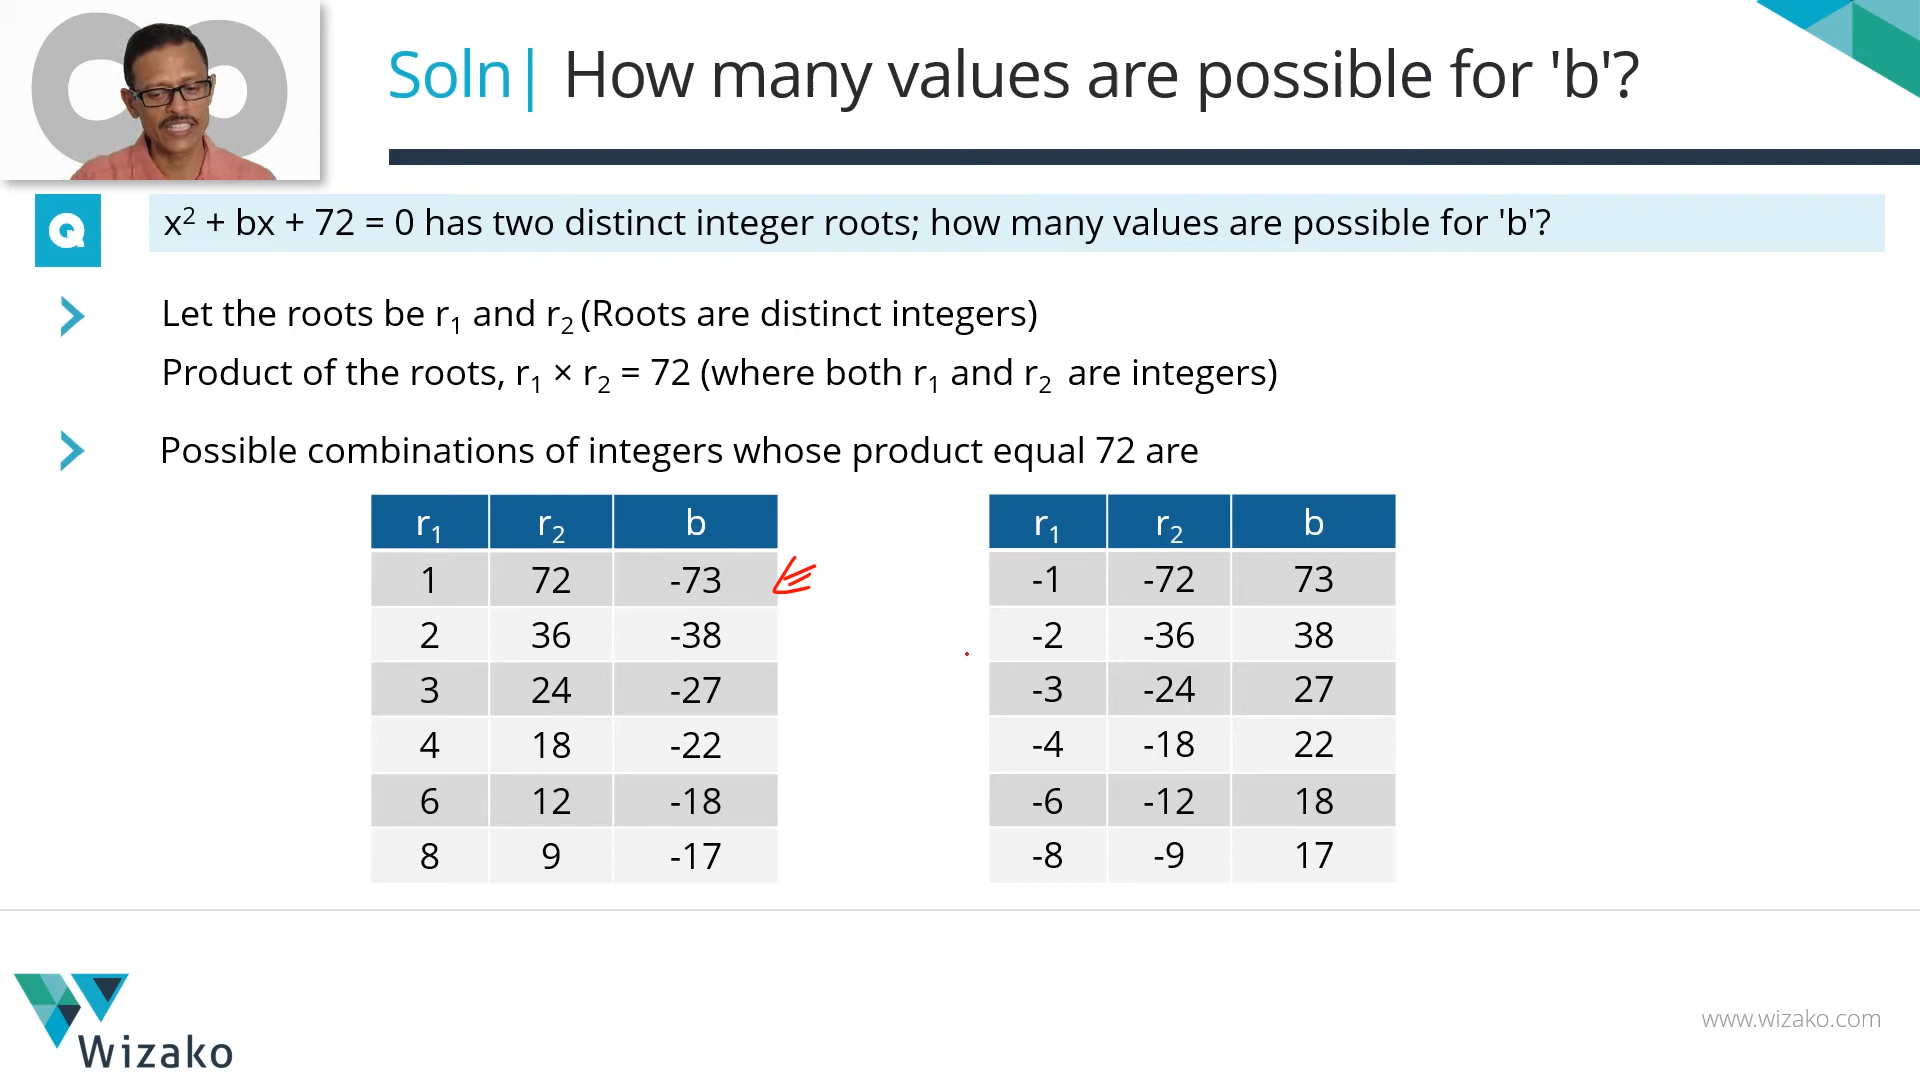 Soln| How many values are possible for 'b'?
Q
x² + bx + 72 = 0 has two distinct integer roots; how many values are possible for 'b'?
Let the roots be r₁ and r₂ (Roots are distinct integers)
Product of the roots, r₁ × r₂ = 72 (where both r₁ and r₂ are integers)
Possible combinations of integers whose product equal 72 are
r₁ r₂ b
1 72 -73
2 36 -38
3 24 -27
4 18 -22
6 12 -18
8 9 -17
r₁ r₂ b
-1 -72 73
-2 -36 38
-3 -24 27
-4 -18 22
-6 -12 18
-8 -9 17
Wizako
www.wizako.com